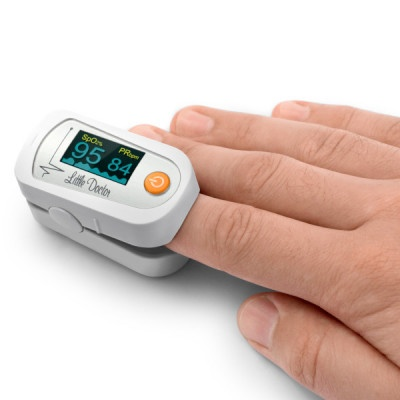 SpO₂% PRbpm
95 84
Little Doctor